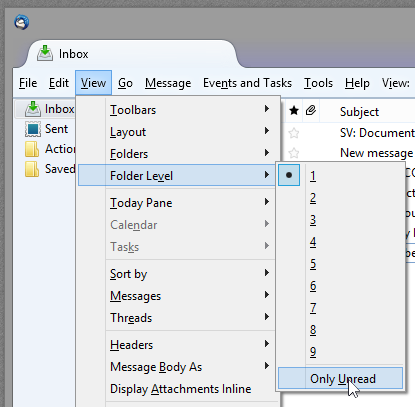 Inbox
File Edit View Go Message Events and Tasks Tools Help View:
Inbox
Sent
Action
Saved
Toolbars
Layout
Folders
Folder Level
Today Pane
Calendar
Tasks
Sort by
Messages
Threads
Headers
Message Body As
Display Attachments Inline
1
2
3
4
5
6
7
8
9
Only Unread
Subject
SV: Document
New message